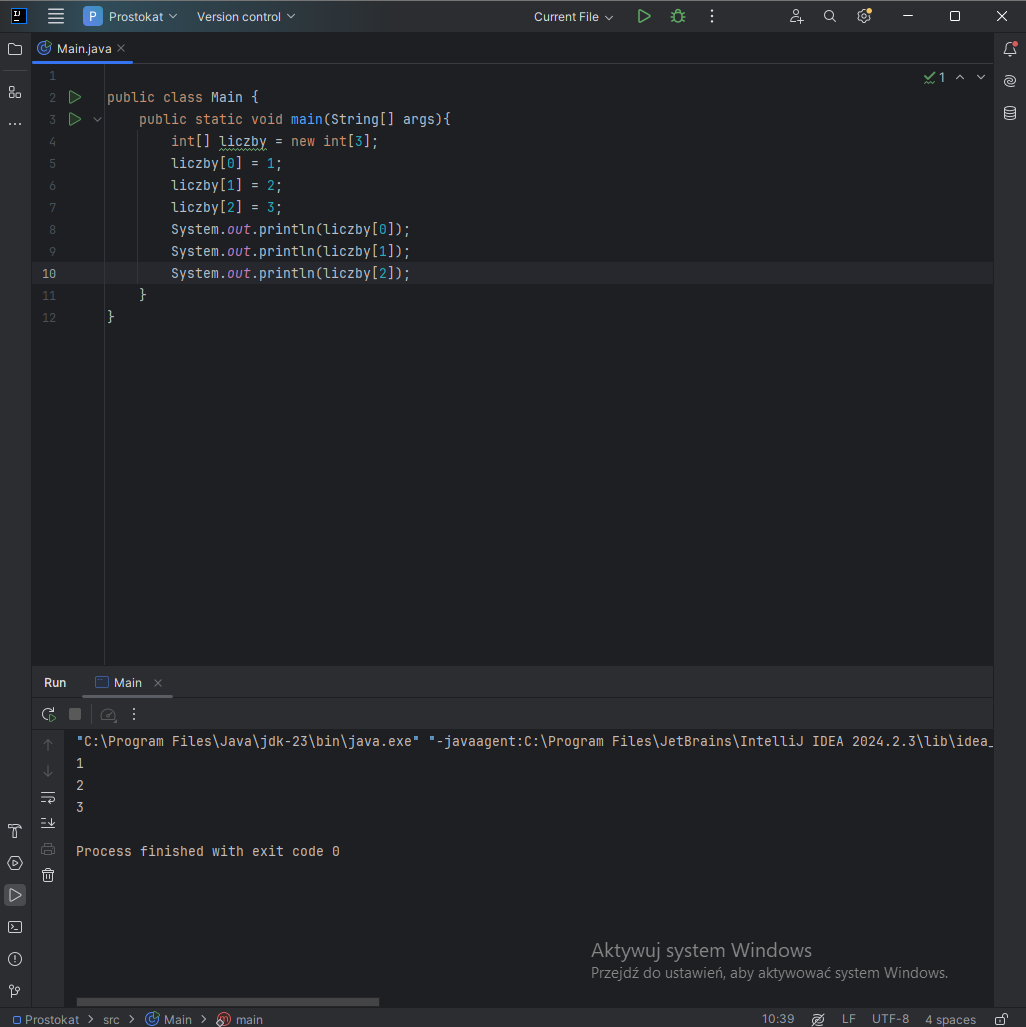 P Prostokat Version control Current File
Main.java
1
2 public class Main {
3 public static void main(String[] args){
4 int[] liczby = new int[3];
5 liczby[0] = 1;
6 liczby[1] = 2;
7 liczby[2] = 3;
8 System.out.println(liczby[0]);
9 System.out.println(liczby[1]);
10 System.out.println(liczby[2]);
11 }
12 }
1
Run Main
"C:\Program Files\Java\jdk-23\bin\java.exe" "-javaagent:C:\Program Files\JetBrains\IntelliJ IDEA 2024.2.3\lib\idea_
1
2
3
Process finished with exit code 0
Aktywuj system Windows
Przejdź do ustawień, aby aktywować system Windows.
Prostokat > src > Main > main 10:39 LF UTF-8 4 spaces